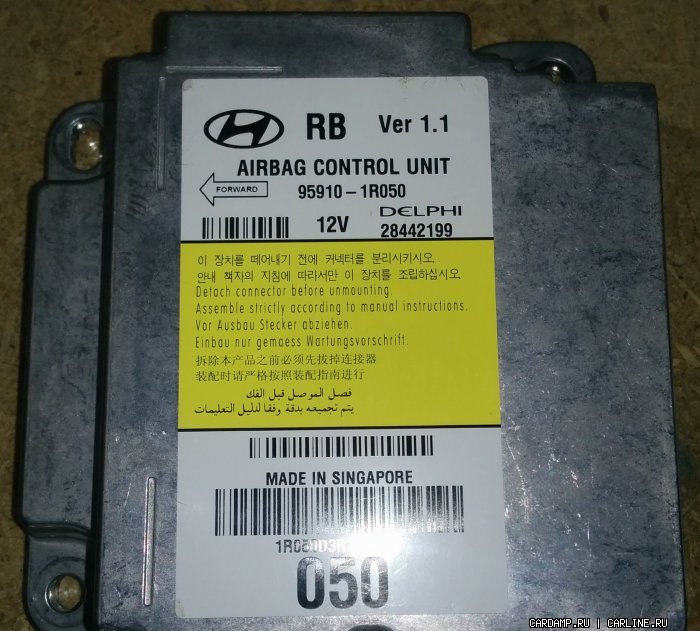 RB Ver 1.1
AIRBAG CONTROL UNIT
FORWARD 95910-1R050
12V DELPHI
28442199
이 장치를 떼어내기 전에 커넥터를 분리시키시오.
안내 책자의 지침에 따라서만 이 장치를 조립하십시오.
Detach connector before unmounting.
Assemble strictly according to manual instructions.
Vor Ausbau Stecker abziehen.
Einbau nur gemaess Wartungsvorschrift.
拆除本产品之前必须先拔掉连接器
装配时请严格按照装配指南进行
فصل الموصل قبل الفك
يتم تجميعه بدقة وفقا لدليل التعليمات
MADE IN SINGAPORE
050
CARDAMP.RU | CARLINE.RU